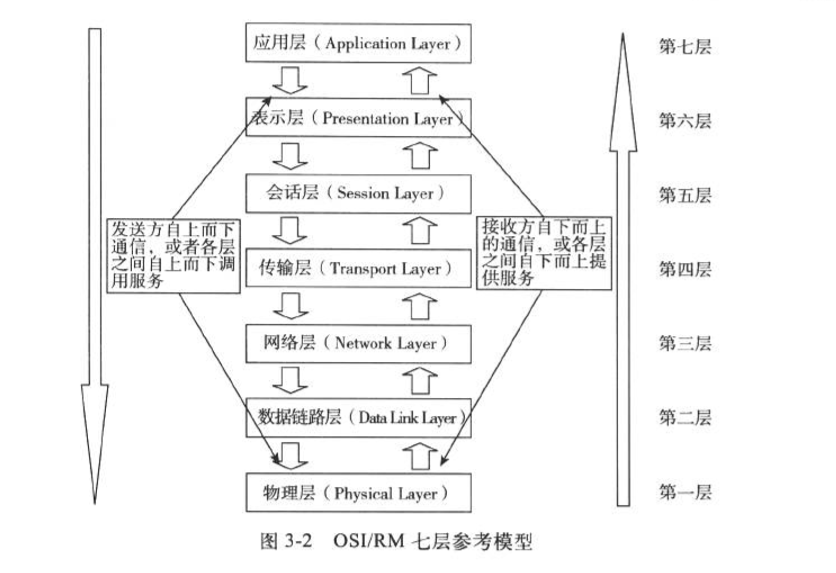 应用层（Application Layer）
第七层
表示层（Presentation Layer）
第六层
会话层（Session Layer）
第五层
发送方自上而下
通信，或者各层
之间自上而下调
用服务
接收方自下而上
的通信，或各层
之间自下而上提
供服务
传输层（Transport Layer）
第四层
网络层（Network Layer）
第三层
数据链路层（Data Link Layer）
第二层
物理层（Physical Layer）
第一层
图 3-2 OSI/RM 七层参考模型